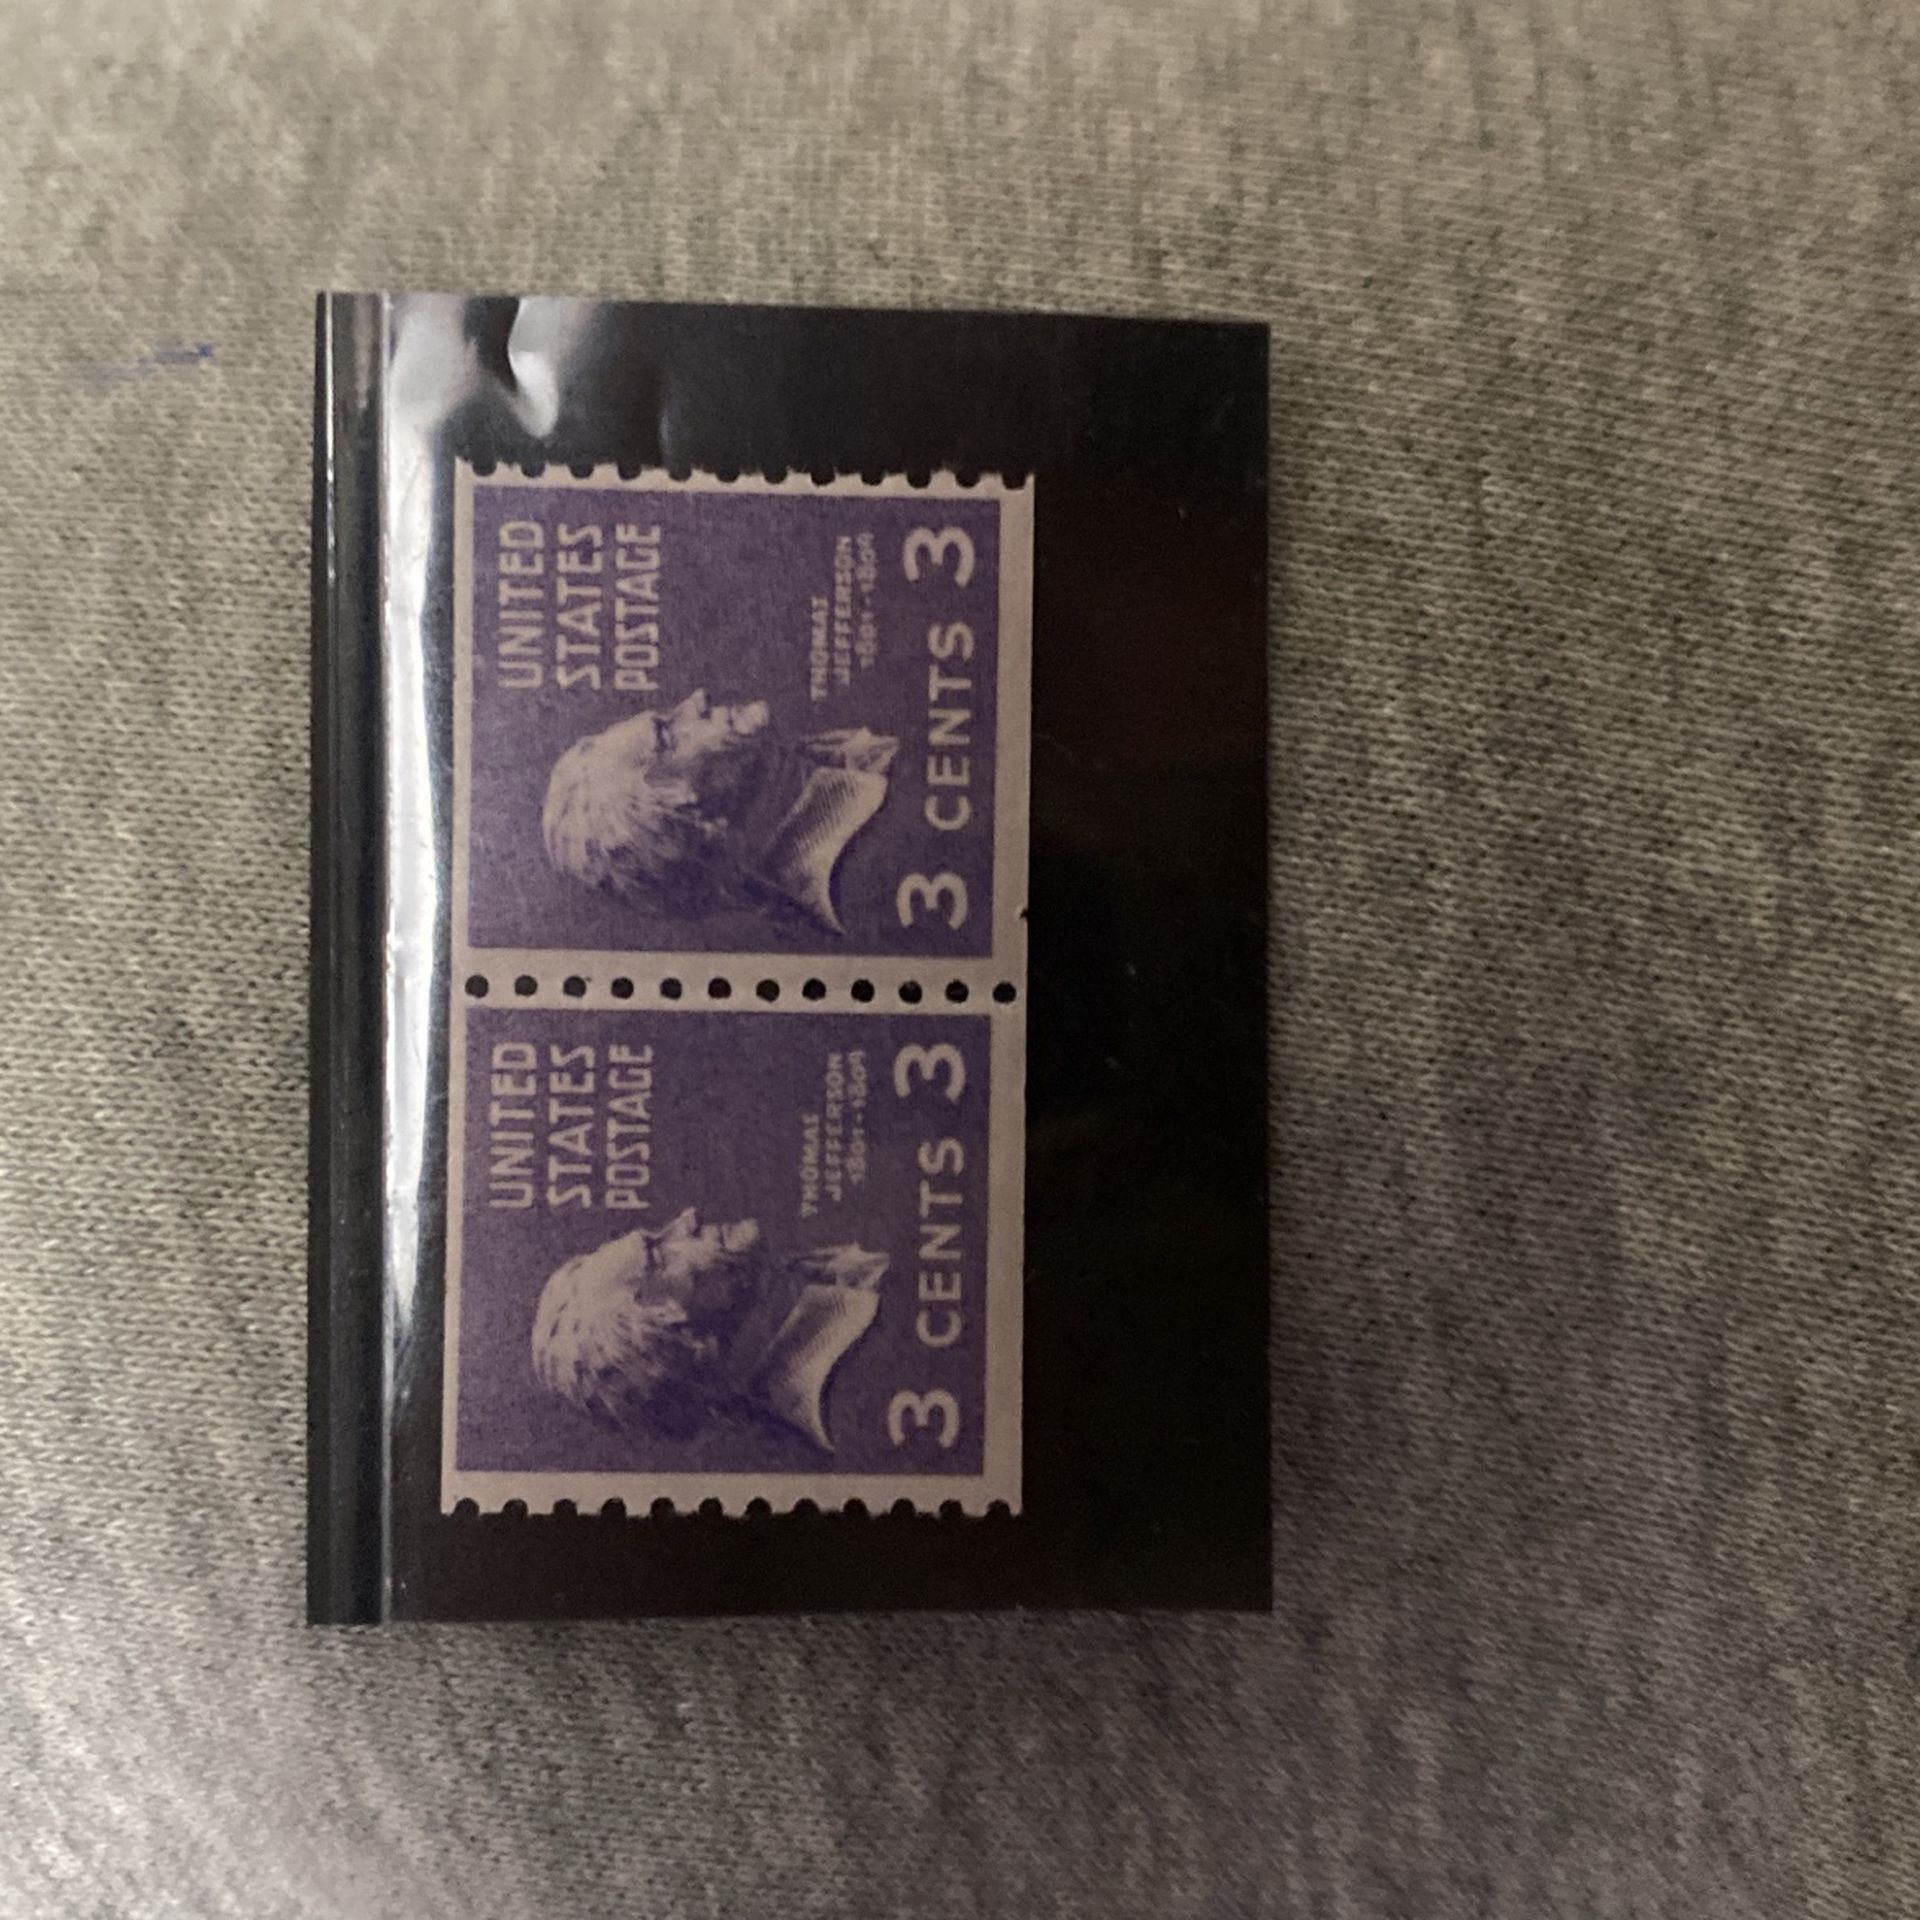 UNITED
STATES
POSTAGE
THOMAS
JEFFERSON
1801-1809
3 CENTS 3
UNITED
STATES
POSTAGE
THOMAS
JEFFERSON
1801-1809
3 CENTS 3